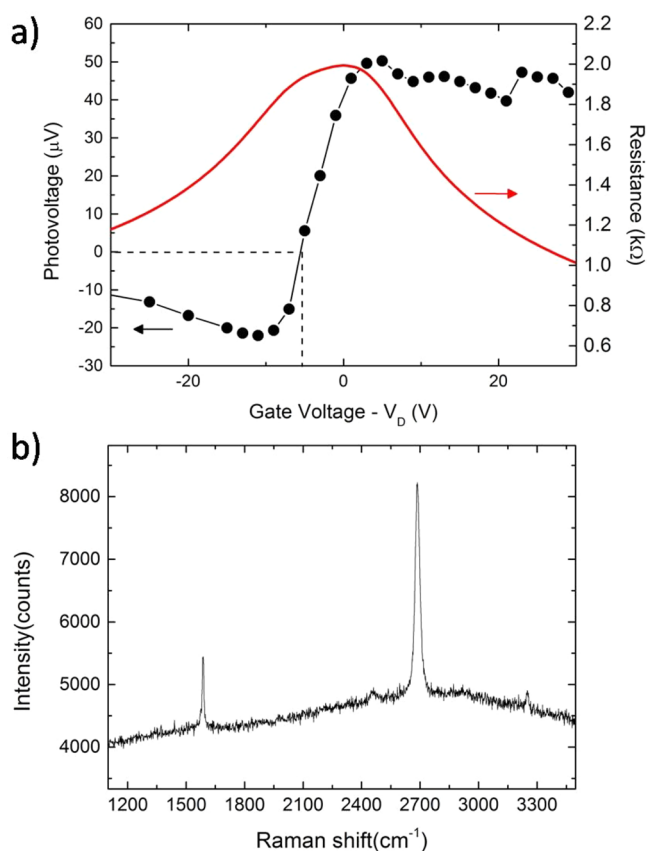 a)
60
50
40
30
20
10
0
-10
-20
-30
Photovoltage (μV)
2.2
2.0
1.8
1.6
1.4
1.2
1.0
0.8
0.6
Resistance (kΩ)
-20 0 20
Gate Voltage - V_D (V)
b)
8000
7000
6000
5000
4000
Intensity(counts)
1200 1500 1800 2100 2400 2700 3000 3300
Raman shift(cm⁻¹)